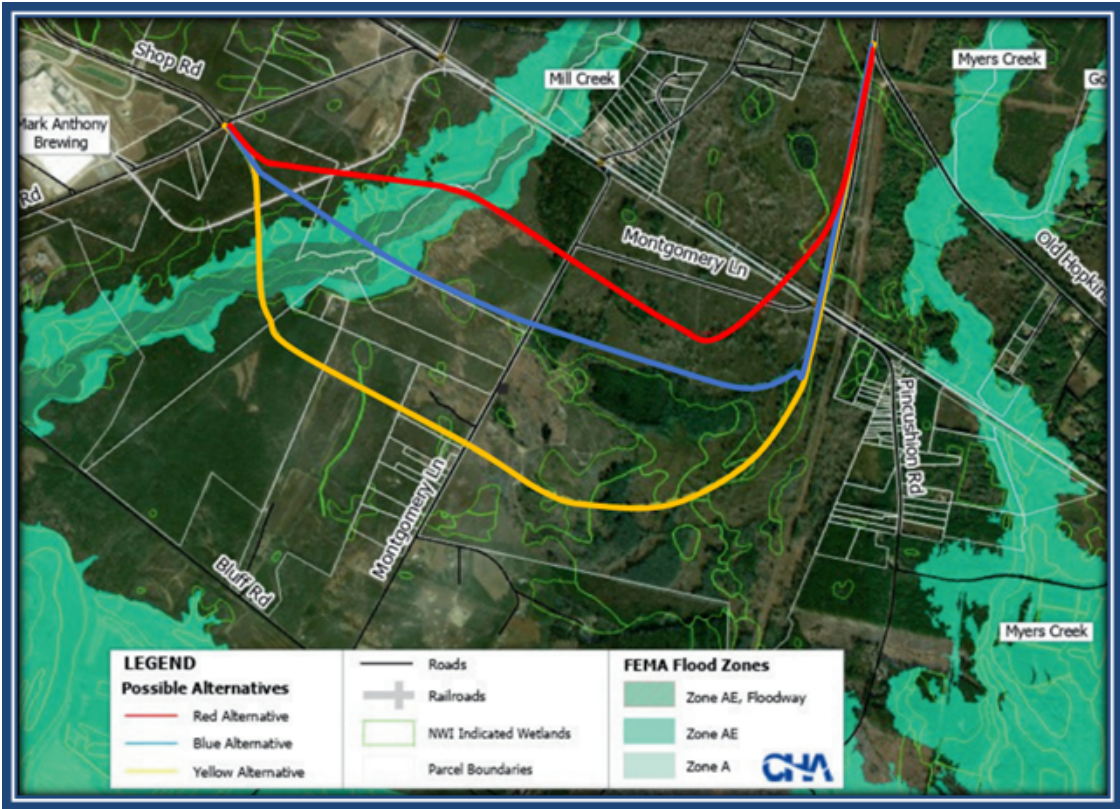 Shop Rd
Mill Creek
Myers Creek
Go
Mark Anthony
Brewing
Rd
Montgomery Ln
Old Hopkins
Pincushion Rd
Montgomery Ln
Bluff Rd
Myers Creek
LEGEND
Possible Alternatives
Red Alternative
Blue Alternative
Yellow Alternative
Roads
Railroads
NWI Indicated Wetlands
Parcel Boundaries
FEMA Flood Zones
Zone AE, Floodway
Zone AE
Zone A
CHA